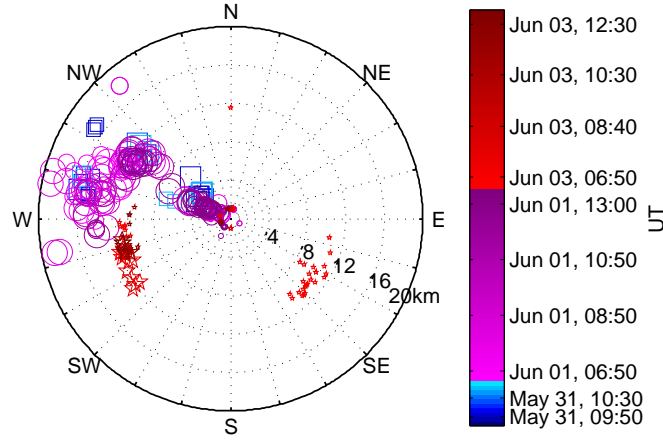 N
NW
NE
W
E
4
8
12
16
20km
SW
SE
S
Jun 03, 12:30
Jun 03, 10:30
Jun 03, 08:40
Jun 03, 06:50
Jun 01, 13:00
Jun 01, 10:50
Jun 01, 08:50
Jun 01, 06:50
May 31, 10:30
May 31, 09:50
UT